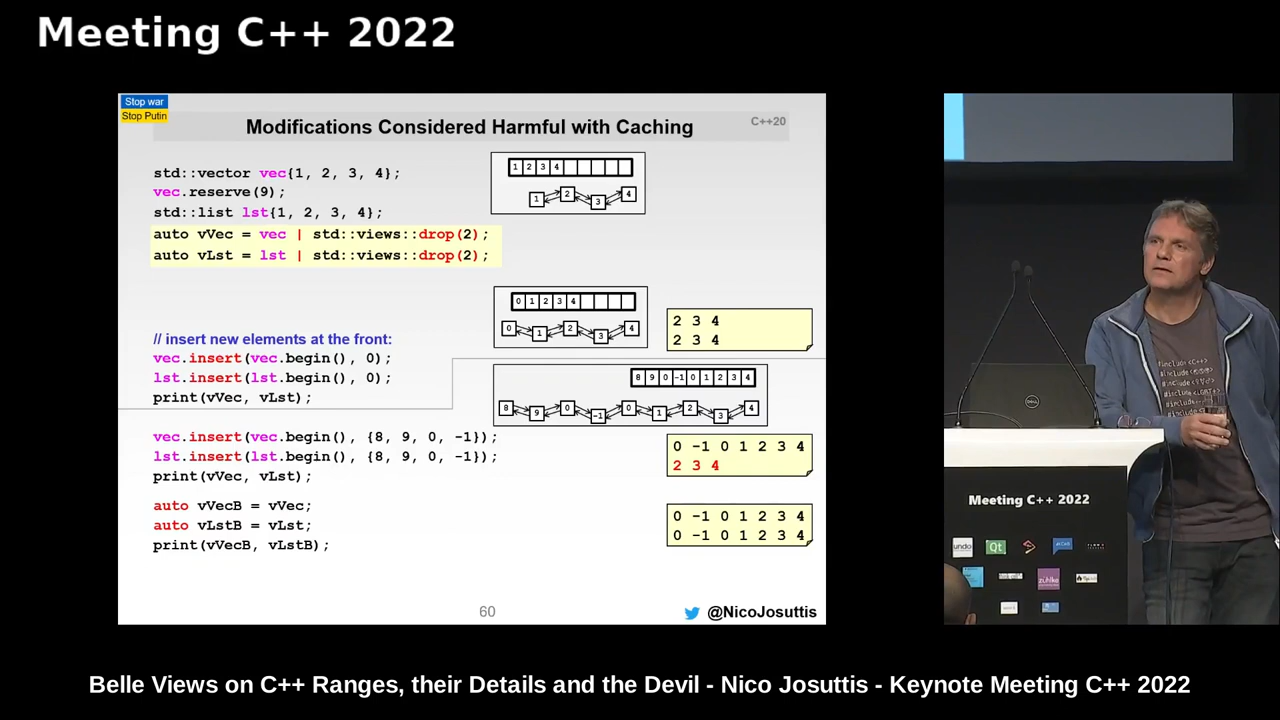 Meeting C++ 2022
Stop war
Stop Putin
Modifications Considered Harmful with Caching
C++20
std::vector vec{1, 2, 3, 4};
vec.reserve(9);
std::list lst{1, 2, 3, 4};
auto vVec = vec | std::views::drop(2);
auto vLst = lst | std::views::drop(2);
1 2 3 4
1 2 3 4
// insert new elements at the front:
vec.insert(vec.begin(), 0);
lst.insert(lst.begin(), 0);
print(vVec, vLst);
0 1 2 3 4
0 1 2 3 4
2 3 4
2 3 4
vec.insert(vec.begin(), {8, 9, 0, -1});
lst.insert(lst.begin(), {8, 9, 0, -1});
print(vVec, vLst);
8 9 0 -1 0 1 2 3 4
8 9 0 -1 0 1 2 3 4
0 -1 0 1 2 3 4
2 3 4
auto vVecB = vVec;
auto vLstB = vLst;
print(vVecB, vLstB);
0 -1 0 1 2 3 4
0 -1 0 1 2 3 4
60
@NicoJosuttis
#include <C++>
DELL
Meeting C++ 2022
undo
Qt
zühlke
Belle Views on C++ Ranges, their Details and the Devil - Nico Josuttis - Keynote Meeting C++ 2022